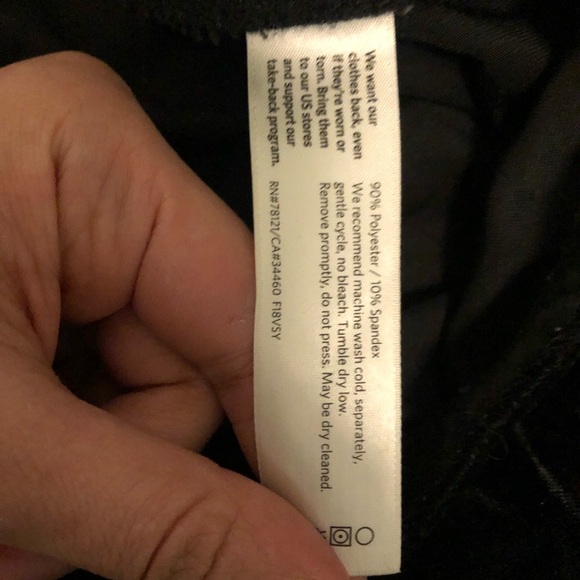 We want our
clothes back, even
if they're worn or
torn. Bring them
to our US stores
and support our
take-back program.
90% Polyester / 10% Spandex
We recommend machine wash cold, separately,
gentle cycle, no bleach. Tumble dry low.
Remove promptly, do not press. May be dry cleaned.
RN#78121/CA#34460 F18VSY